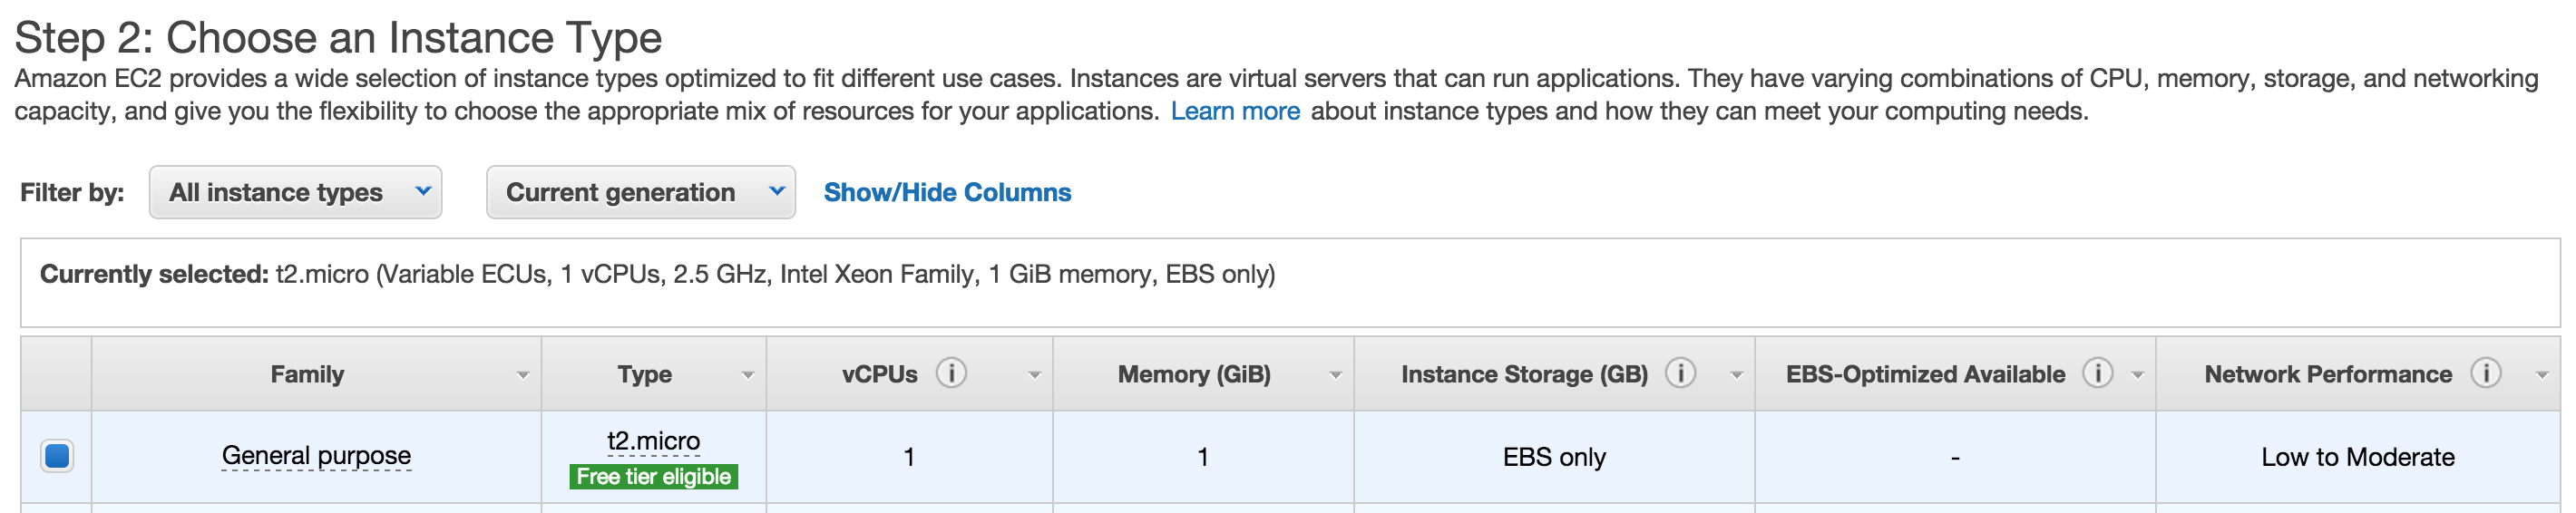 Step 2: Choose an Instance Type
Amazon EC2 provides a wide selection of instance types optimized to fit different use cases. Instances are virtual servers that can run applications. They have varying combinations of CPU, memory, storage, and networking
capacity, and give you the flexibility to choose the appropriate mix of resources for your applications. Learn more about instance types and how they can meet your computing needs.
Filter by: All instance types Current generation Show/Hide Columns
Currently selected: t2.micro (Variable ECUs, 1 vCPUs, 2.5 GHz, Intel Xeon Family, 1 GiB memory, EBS only)
Family Type vCPUs i Memory (GiB) Instance Storage (GB) i EBS-Optimized Available i Network Performance i
General purpose t2.micro 1 1 EBS only - Low to Moderate
Free tier eligible